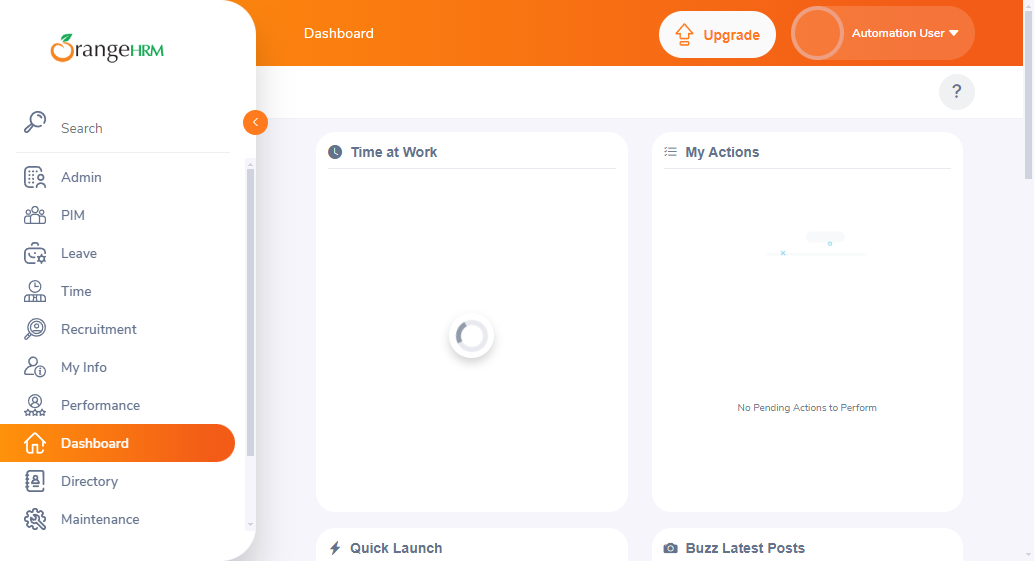 OrangeHRM
Search
Admin
PIM
Leave
Time
Recruitment
My Info
Performance
Dashboard
Directory
Maintenance
Dashboard
Upgrade
Automation User
?
Time at Work
My Actions
No Pending Actions to Perform
Quick Launch
Buzz Latest Posts